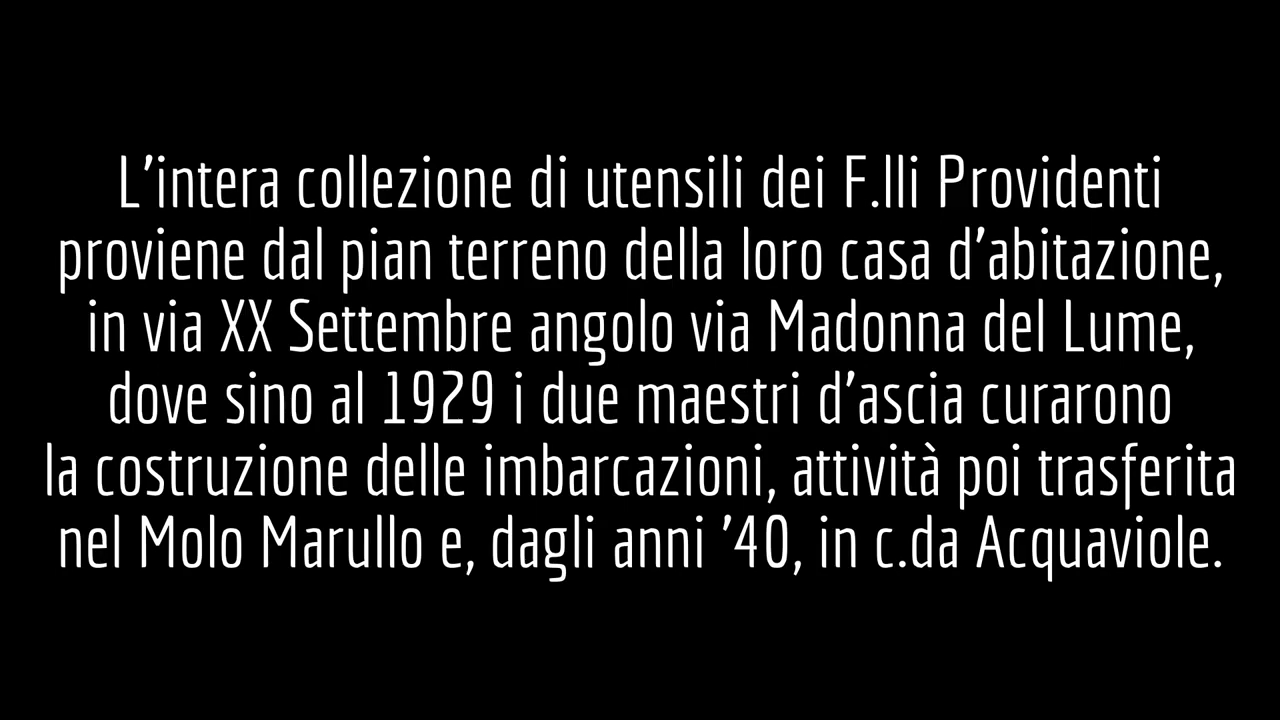 L'intera collezione di utensili dei F.lli Providenti
proviene dal pian terreno della loro casa d'abitazione,
in via XX Settembre angolo via Madonna del Lume,
dove sino al 1929 i due maestri d'ascia curarono
la costruzione delle imbarcazioni, attività poi trasferita
nel Molo Marullo e, dagli anni '40, in c.da Acquaviole.